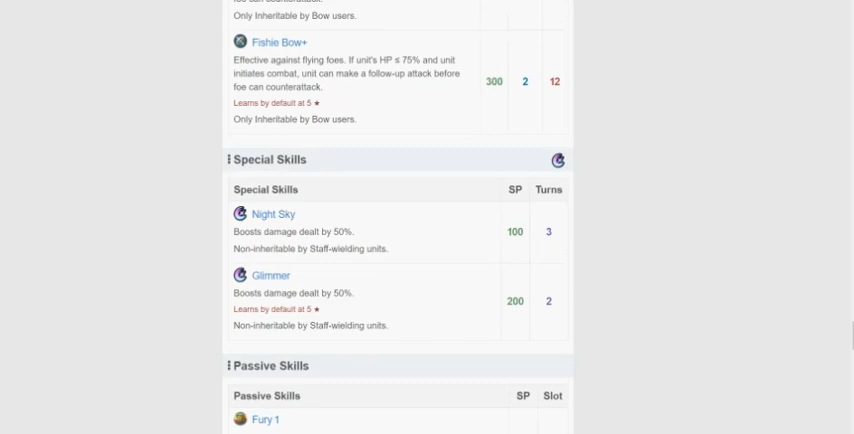 foe can counterattack.
Only Inheritable by Bow users.
Fishie Bow+
Effective against flying foes. If unit's HP ≤ 75% and unit
initiates combat, unit can make a follow-up attack before
foe can counterattack.
Learns by default at 5 ★
Only Inheritable by Bow users.
300 2 12
Special Skills
Special Skills SP Turns
Night Sky
Boosts damage dealt by 50%.
Non-inheritable by Staff-wielding units.
100 3
Glimmer
Boosts damage dealt by 50%.
Learns by default at 5 ★
Non-inheritable by Staff-wielding units.
200 2
Passive Skills
Passive Skills SP Slot
Fury 1